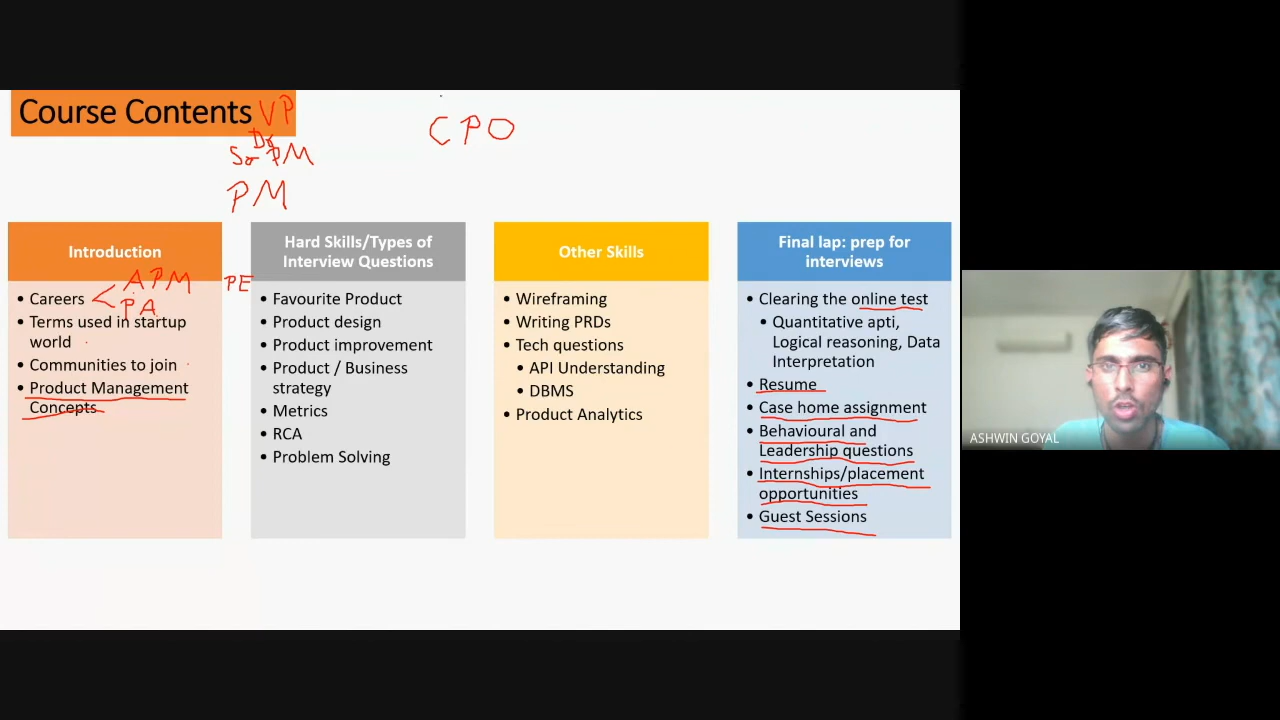 Course Contents VP
CPO
Dr
Sr PM
PM
Introduction
APM
PE
• Careers
PA
• Terms used in startup
world
• Communities to join
• Product Management
Concepts
Hard Skills/Types of
Interview Questions
• Favourite Product
• Product design
• Product improvement
• Product / Business
strategy
• Metrics
• RCA
• Problem Solving
Other Skills
• Wireframing
• Writing PRDs
• Tech questions
• API Understanding
• DBMS
• Product Analytics
Final lap: prep for
interviews
• Clearing the online test
• Quantitative apti,
Logical reasoning, Data
Interpretation
• Resume
• Case home assignment
• Behavioural and
Leadership questions
• Internships/placement
opportunities
• Guest Sessions
ASHWIN GOYAL